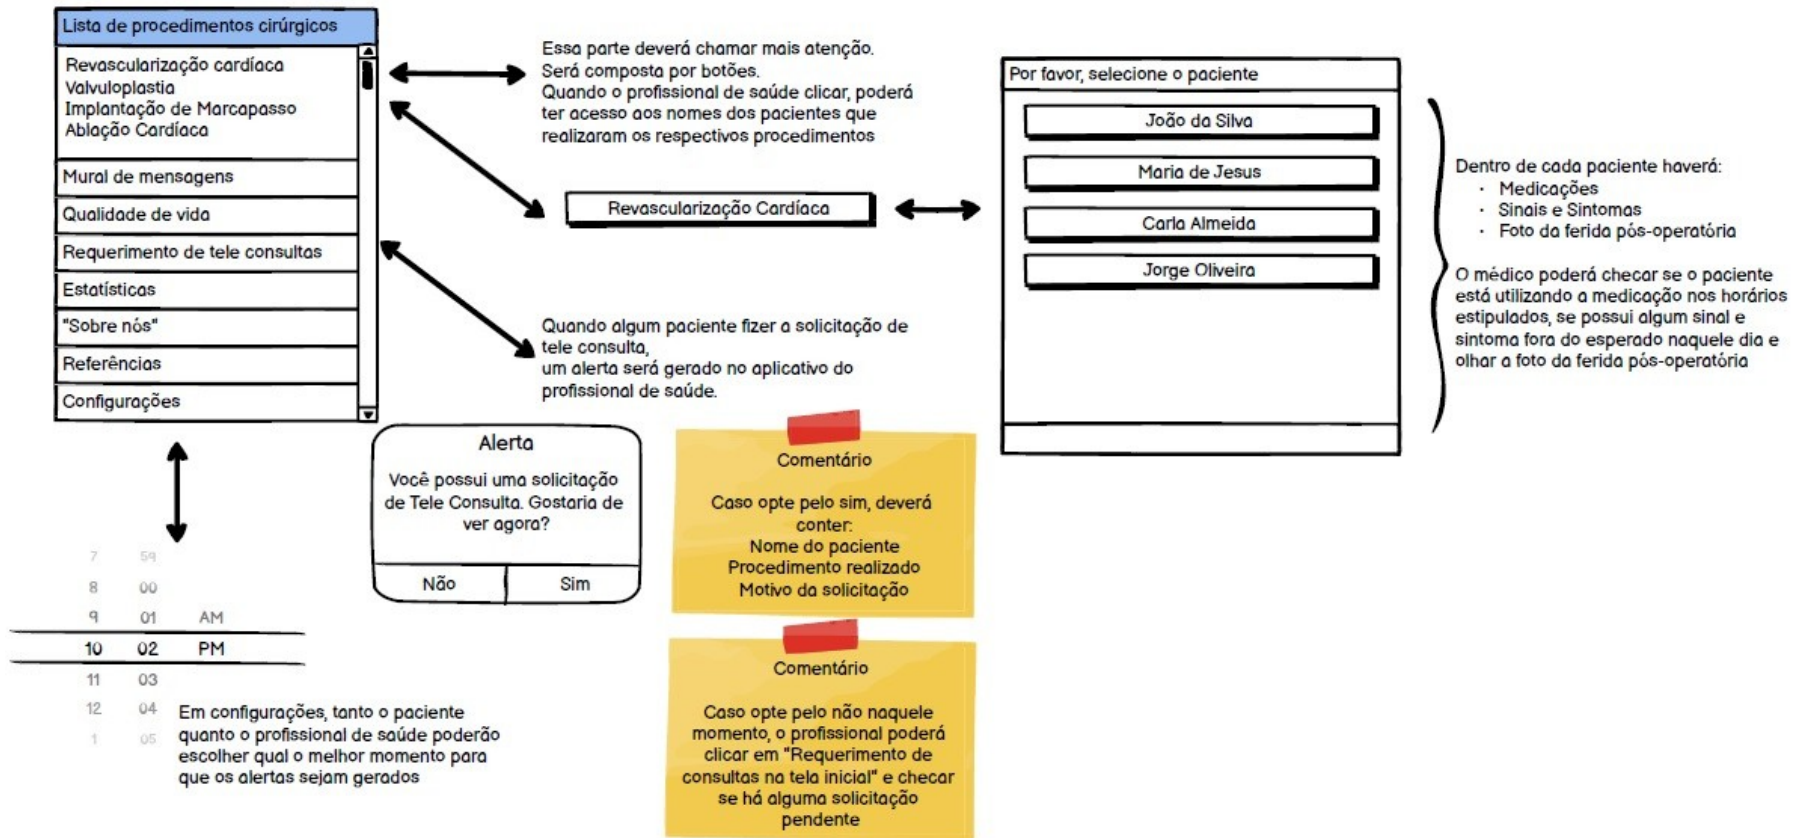 Lista de procedimentos cirúrgicos
Revascularização cardíaca
Valvuloplastia
Implantação de Marcapasso
Ablação Cardíaca
Mural de mensagens
Qualidade de vida
Requerimento de tele consultas
Estatísticas
"Sobre nós"
Referências
Configurações
Essa parte deverá chamar mais atenção.
Será composta por botões.
Quando o profissional de saúde clicar, poderá
ter acesso aos nomes dos pacientes que
realizaram os respectivos procedimentos
Revascularização Cardíaca
Por favor, selecione o paciente
João da Silva
Maria de Jesus
Carla Almeida
Jorge Oliveira
Dentro de cada paciente haverá:
· Medicações
· Sinais e Sintomas
· Foto da ferida pós-operatória
O médico poderá checar se o paciente
está utilizando a medicação nos horários
estipulados, se possui algum sinal e
sintoma fora do esperado naquele dia e
olhar a foto da ferida pós-operatória
Quando algum paciente fizer a solicitação de
tele consulta,
um alerta será gerado no aplicativo do
profissional de saúde.
Alerta
Você possui uma solicitação
de Tele Consulta. Gostaria de
ver agora?
Não Sim
Comentário
Caso opte pelo sim, deverá
conter:
Nome do paciente
Procedimento realizado
Motivo da solicitação
Comentário
Caso opte pelo não naquele
momento, o profissional poderá
clicar em "Requerimento de
consultas na tela inicial" e checar
se há alguma solicitação
pendente
7 59
8 00
9 01 AM
10 02 PM
11 03
12 04
1 05
Em configurações, tanto o paciente
quanto o profissional de saúde poderão
escolher qual o melhor momento para
que os alertas sejam gerados